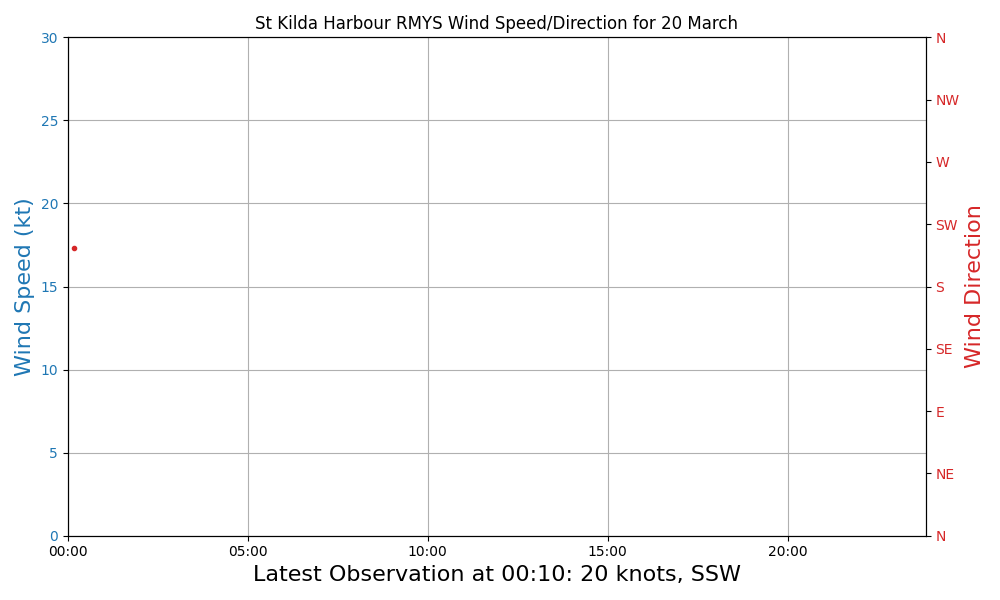 St Kilda Harbour RMYS Wind Speed/Direction for 20 March
Wind Speed (kt)
30
25
20
15
10
5
0
00:00
05:00
10:00
15:00
20:00
N
NW
W
SW
S
SE
E
NE
N
Wind Direction
Latest Observation at 00:10: 20 knots, SSW